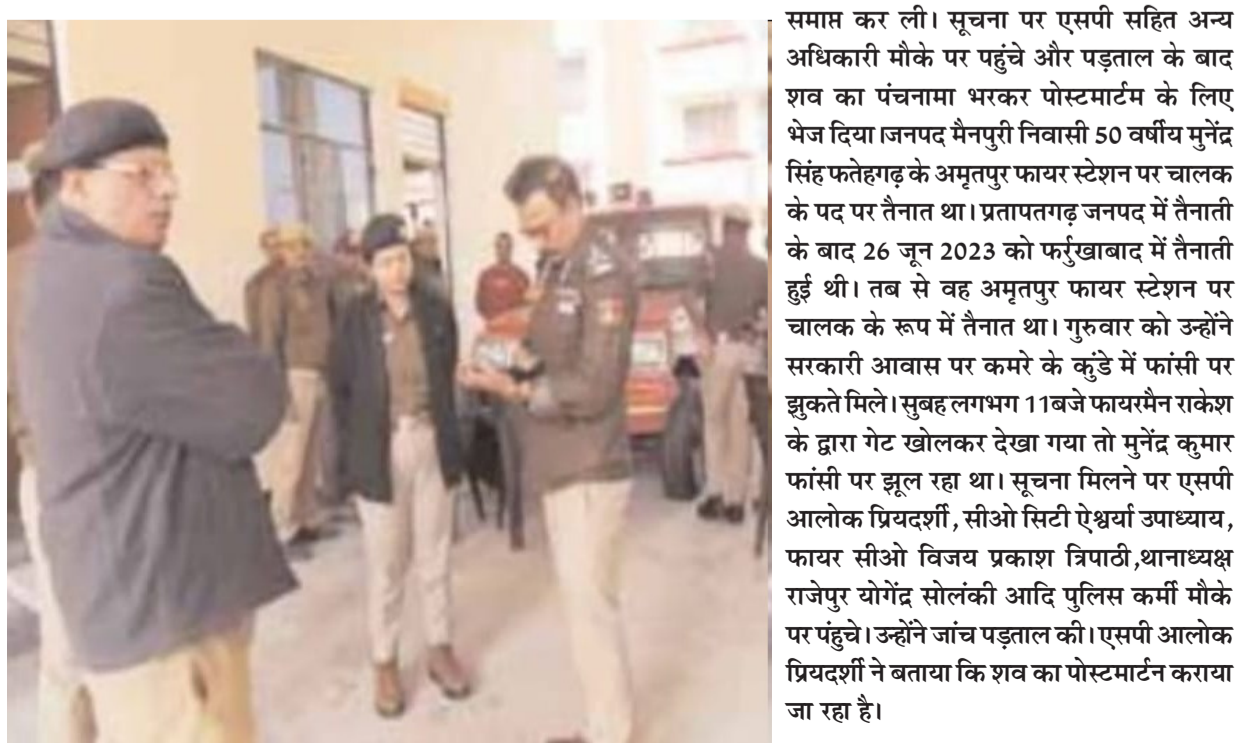 समाप्त कर ली। सूचना पर एसपी सहित अन्य
अधिकारी मौके पर पहुंचे और पड़ताल के बाद
शव का पंचनामा भरकर पोस्टमार्टम के लिए
भेज दिया।जनपद मैनपुरी निवासी 50 वर्षीय मुनेंद्र
सिंह फतेहगढ़ के अमृतपुर फायर स्टेशन पर चालक
के पद पर तैनात था। प्रतापतगढ़ जनपद में तैनाती
के बाद 26 जून 2023 को फर्रुखाबाद में तैनाती
हुई थी। तब से वह अमृतपुर फायर स्टेशन पर
चालक के रूप में तैनात था। गुरुवार को उन्होंने
सरकारी आवास पर कमरे के कुंडे में फांसी पर
झुकते मिले। सुबह लगभग 11बजे फायरमैन राकेश
के द्वारा गेट खोलकर देखा गया तो मुनेंद्र कुमार
फांसी पर झूल रहा था। सूचना मिलने पर एसपी
आलोक प्रियदर्शी, सीओ सिटी ऐश्वर्या उपाध्याय,
फायर सीओ विजय प्रकाश त्रिपाठी,थानाध्यक्ष
राजेपुर योगेंद्र सोलंकी आदि पुलिस कर्मी मौके
पर पंहुचे। उन्होंने जांच पड़ताल की। एसपी आलोक
प्रियदर्शी ने बताया कि शव का पोस्टमार्टन कराया
जा रहा है।